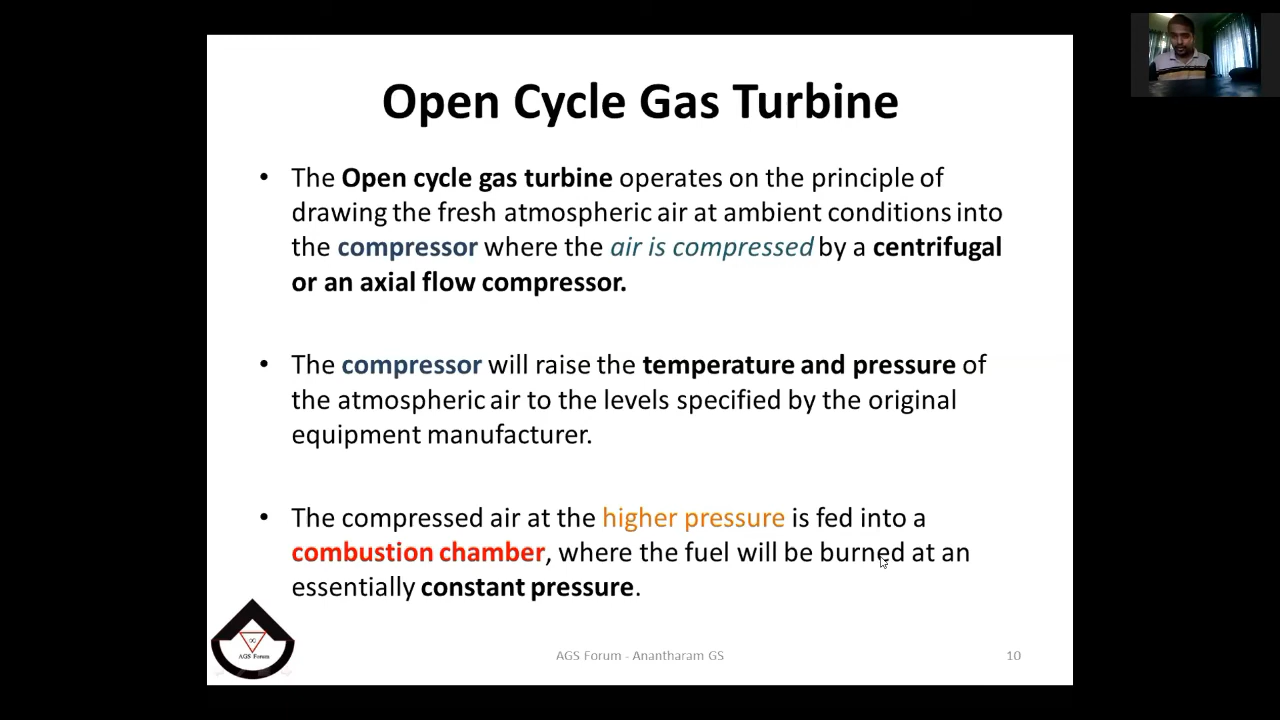 Open Cycle Gas Turbine
• The Open cycle gas turbine operates on the principle of
drawing the fresh atmospheric air at ambient conditions into
the compressor where the air is compressed by a centrifugal
or an axial flow compressor.
• The compressor will raise the temperature and pressure of
the atmospheric air to the levels specified by the original
equipment manufacturer.
• The compressed air at the higher pressure is fed into a
combustion chamber, where the fuel will be burned at an
essentially constant pressure.
∞
AGS Forum
AGS Forum - Anantharam GS
10